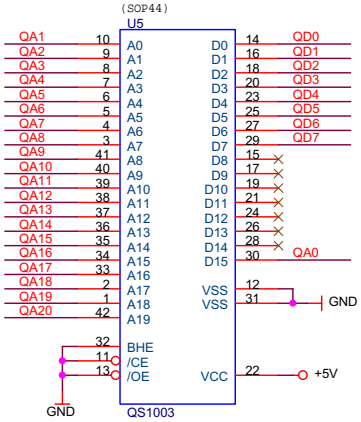 (SOP44)
U5
QA1 10 A0 D0 14 QD0
QA2 9 A1 D1 16 QD1
QA3 8 A2 D2 18 QD2
QA4 7 A3 D3 20 QD3
QA5 6 A4 D4 23 QD4
QA6 5 A5 D5 25 QD5
QA7 4 A6 D6 27 QD6
QA8 3 A7 D7 29 QD7
QA9 41 A8 D8 15
QA10 40 A9 D9 17
QA11 39 A10 D10 19
QA12 38 A11 D11 21
QA13 37 A12 D12 24
QA14 36 A13 D13 26
QA15 35 A14 D14 28
QA16 34 A15 D15 30 QA0
QA17 33 A16
QA18 2 A17 VSS 12
QA19 1 A18 VSS 31 GND
QA20 42 A19
32 BHE
11 /CE
13 /OE VCC 22 +5V
GND
QS1003